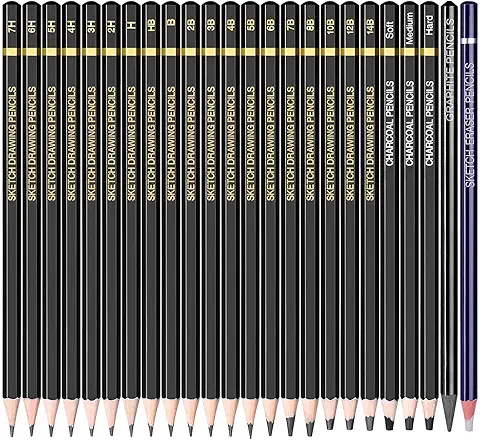 SKETCH DRAWING PENCILS 7H
SKETCH DRAWING PENCILS 6H
SKETCH DRAWING PENCILS 5H
SKETCH DRAWING PENCILS 4H
SKETCH DRAWING PENCILS 3H
SKETCH DRAWING PENCILS 2H
SKETCH DRAWING PENCILS H
SKETCH DRAWING PENCILS HB
SKETCH DRAWING PENCILS B
SKETCH DRAWING PENCILS 2B
SKETCH DRAWING PENCILS 3B
SKETCH DRAWING PENCILS 4B
SKETCH DRAWING PENCILS 5B
SKETCH DRAWING PENCILS 6B
SKETCH DRAWING PENCILS 7B
SKETCH DRAWING PENCILS 8B
SKETCH DRAWING PENCILS 10B
SKETCH DRAWING PENCILS 12B
SKETCH DRAWING PENCILS 14B
CHARCOAL PENCILS Soft
CHARCOAL PENCILS Medium
CHARCOAL PENCILS Hard
GRAPHITE PENCILS
SKETCH ERASER PENCILS